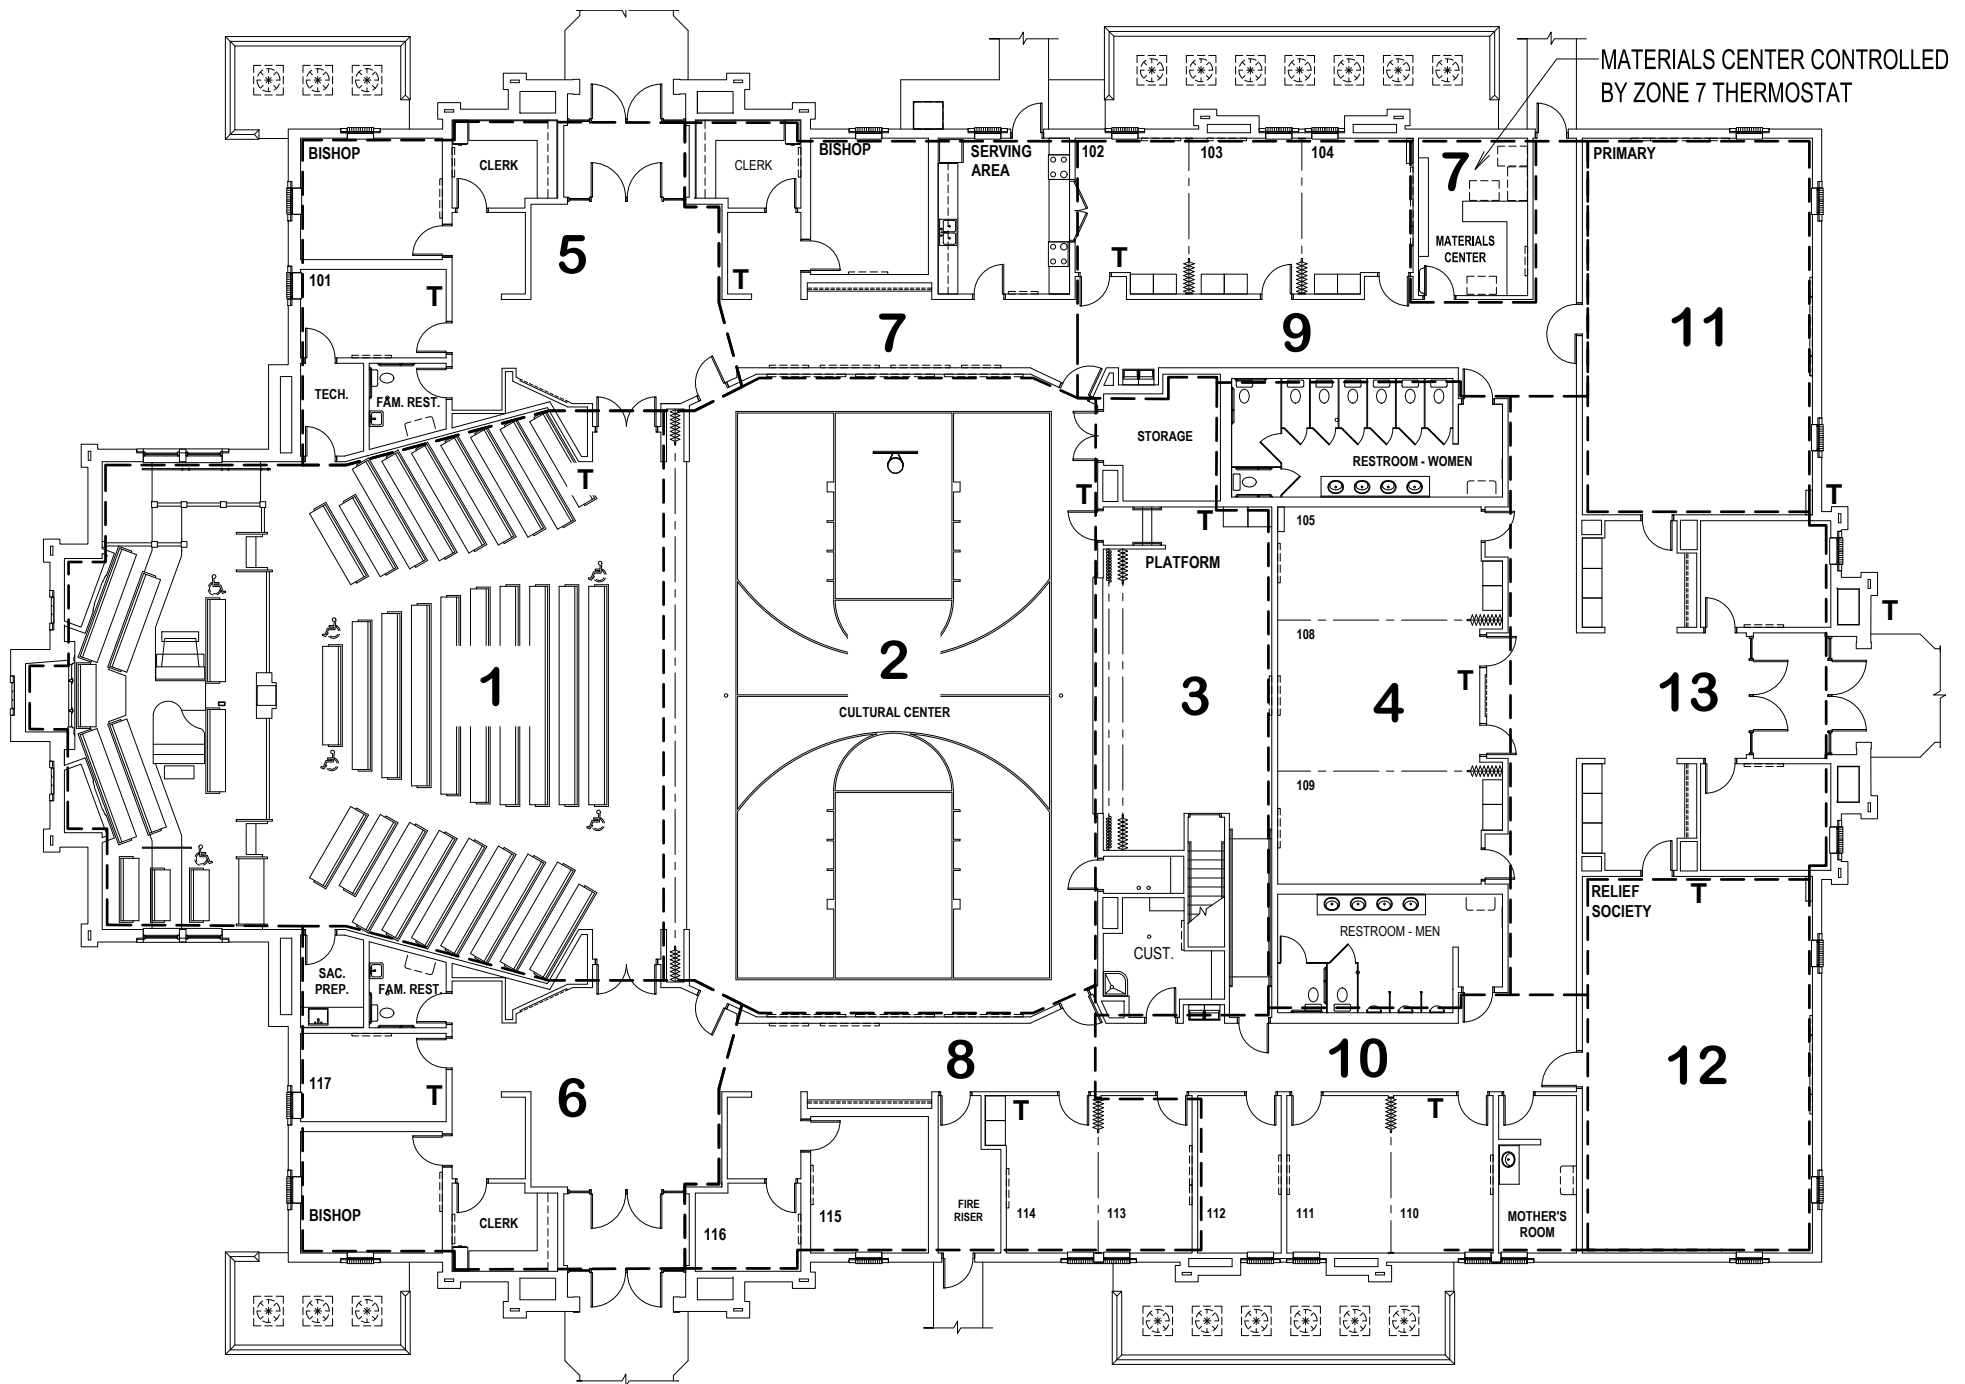 MATERIALS CENTER CONTROLLED
BY ZONE 7 THERMOSTAT
BISHOP
CLERK
CLERK
BISHOP
SERVING
AREA
102
103
104
7
PRIMARY
MATERIALS
CENTER
5
T
T
101
T
7
9
11
TECH.
FAM. REST.
STORAGE
RESTROOM - WOMEN
T
T
T
T
105
PLATFORM
T
108
1
2
3
T
4
13
CULTURAL CENTER
109
RELIEF
SOCIETY
T
RESTROOM - MEN
CUST.
SAC.
PREP.
FAM. REST.
8
10
12
117
T
6
T
T
BISHOP
CLERK
116
115
FIRE
RISER
114
113
112
111
110
MOTHER'S
ROOM